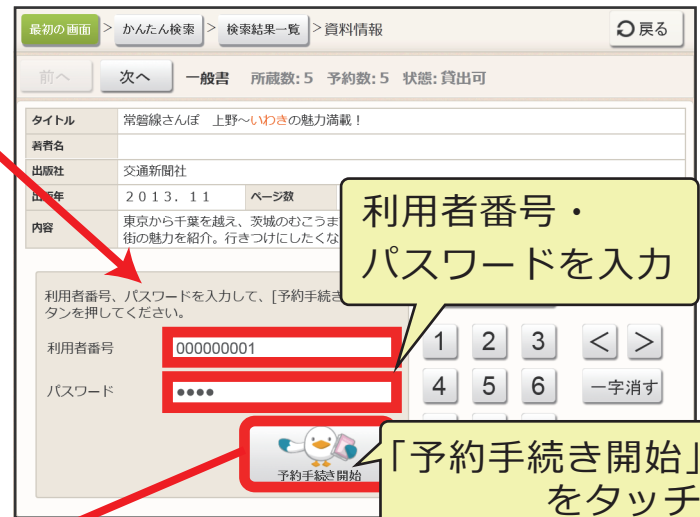 最初の画面 > かんたん検索 > 検索結果一覧 > 資料情報 戻る
前へ 次へ 一般書 所蔵数: 5 予約数: 5 状態: 貸出可
タイトル 常磐線さんぽ 上野～いわきの魅力満載！
著者名
出版社 交通新聞社
出版年 2013. 11 ページ数
内容 東京から千葉を越え、茨城のむこうま
街の魅力を紹介。行きつけにしたくな
利用者番号・
パスワードを入力
利用者番号、パスワードを入力して、[予約手続き
タンを押してください。
利用者番号 000000001
パスワード ●●●●
1 2 3 < >
4 5 6 一字消す
予約手続き開始
「予約手続き開始」
をタッチ